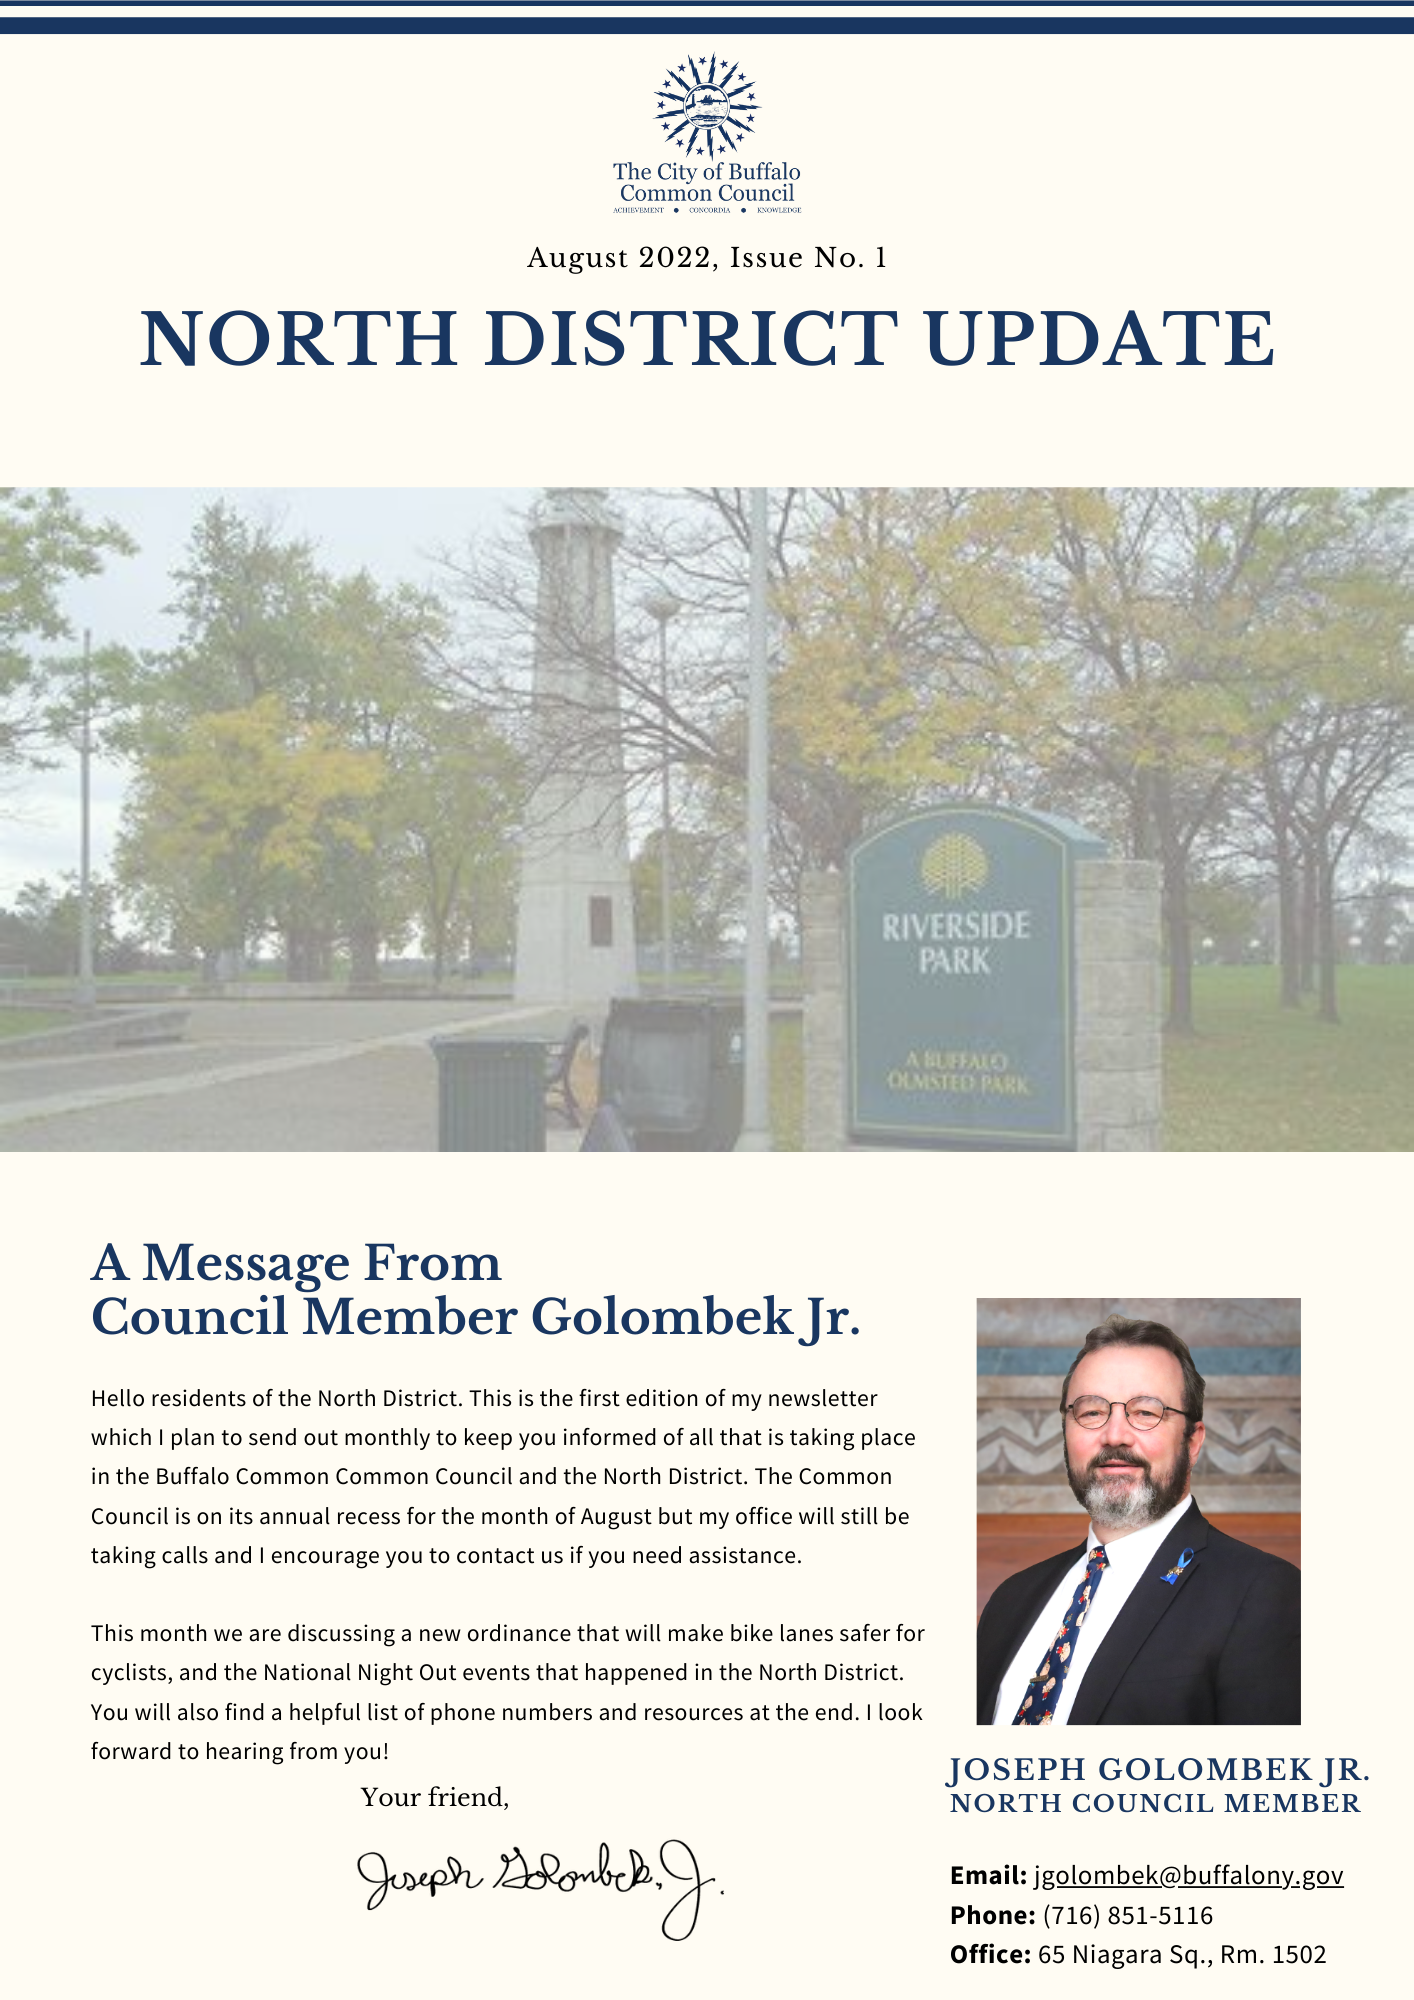 The City of Buffalo
Common Council
ACHIEVEMENT ● CONCORDIA ● KNOWLEDGE
August 2022, Issue No. 1
NORTH DISTRICT UPDATE
RIVERSIDE
PARK
A BUFFALO
OLMSTED PARK
A Message From
Council Member Golombek Jr.
Hello residents of the North District. This is the first edition of my newsletter
which I plan to send out monthly to keep you informed of all that is taking place
in the Buffalo Common Common Council and the North District. The Common
Council is on its annual recess for the month of August but my office will still be
taking calls and I encourage you to contact us if you need assistance.
This month we are discussing a new ordinance that will make bike lanes safer for
cyclists, and the National Night Out events that happened in the North District.
You will also find a helpful list of phone numbers and resources at the end. I look
forward to hearing from you!
Your friend,
Joseph Golombek, J.
JOSEPH GOLOMBEK JR.
NORTH COUNCIL MEMBER
Email: jgolombek@buffalony.gov
Phone: (716) 851-5116
Office: 65 Niagara Sq., Rm. 1502